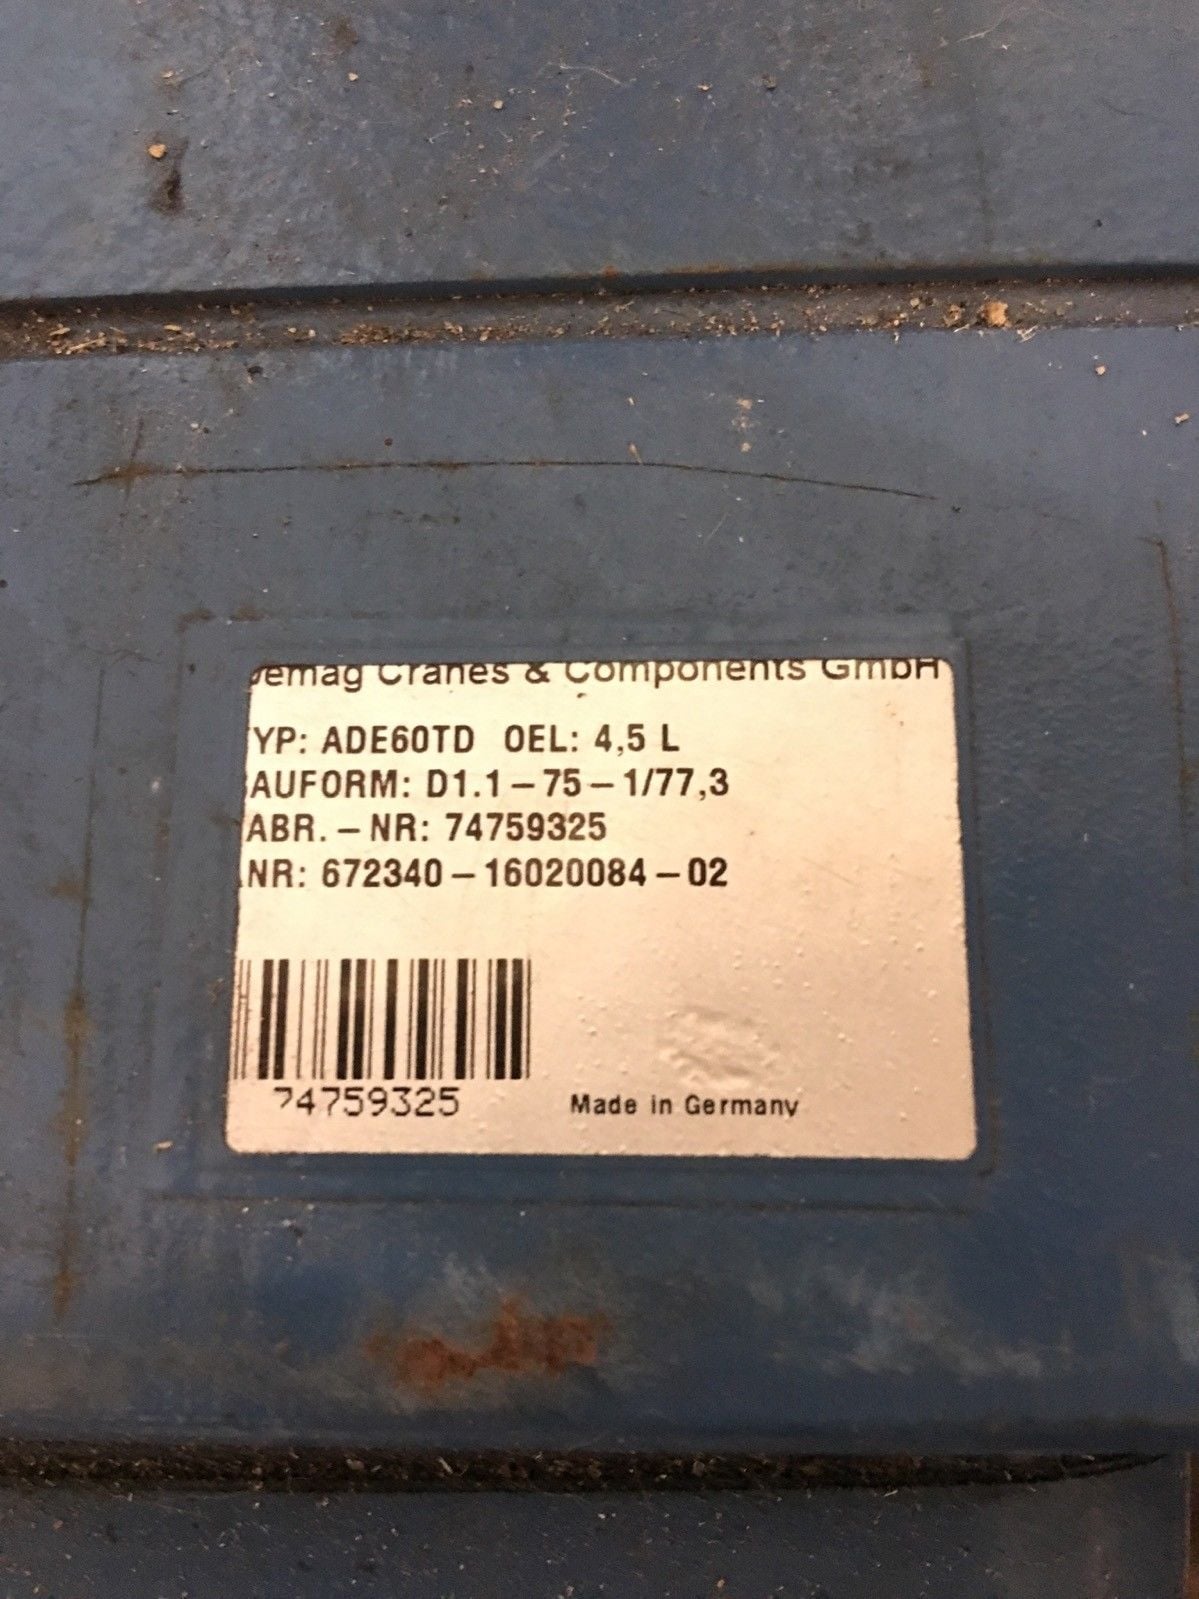 Demag Cranes & Components GmbH
YP: ADE60TD OEL: 4,5 L
AUFORM: D1.1-75-1/77,3
ABR.-NR: 74759325
NR: 672340-16020084-02
74759325
Made in Germany